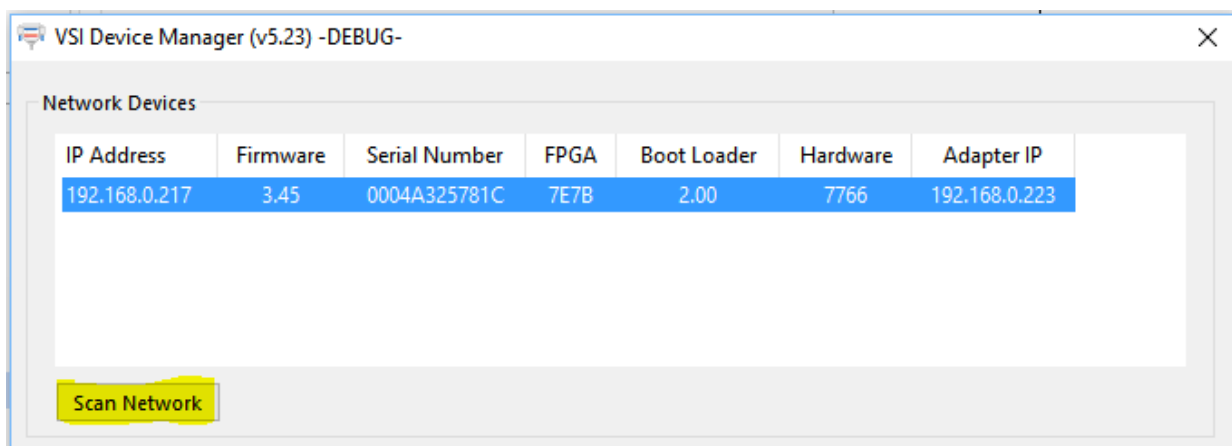 VSI Device Manager (v5.23) -DEBUG-
Network Devices
IP Address Firmware Serial Number FPGA Boot Loader Hardware Adapter IP
192.168.0.217 3.45 0004A325781C 7E7B 2.00 7766 192.168.0.223
Scan Network